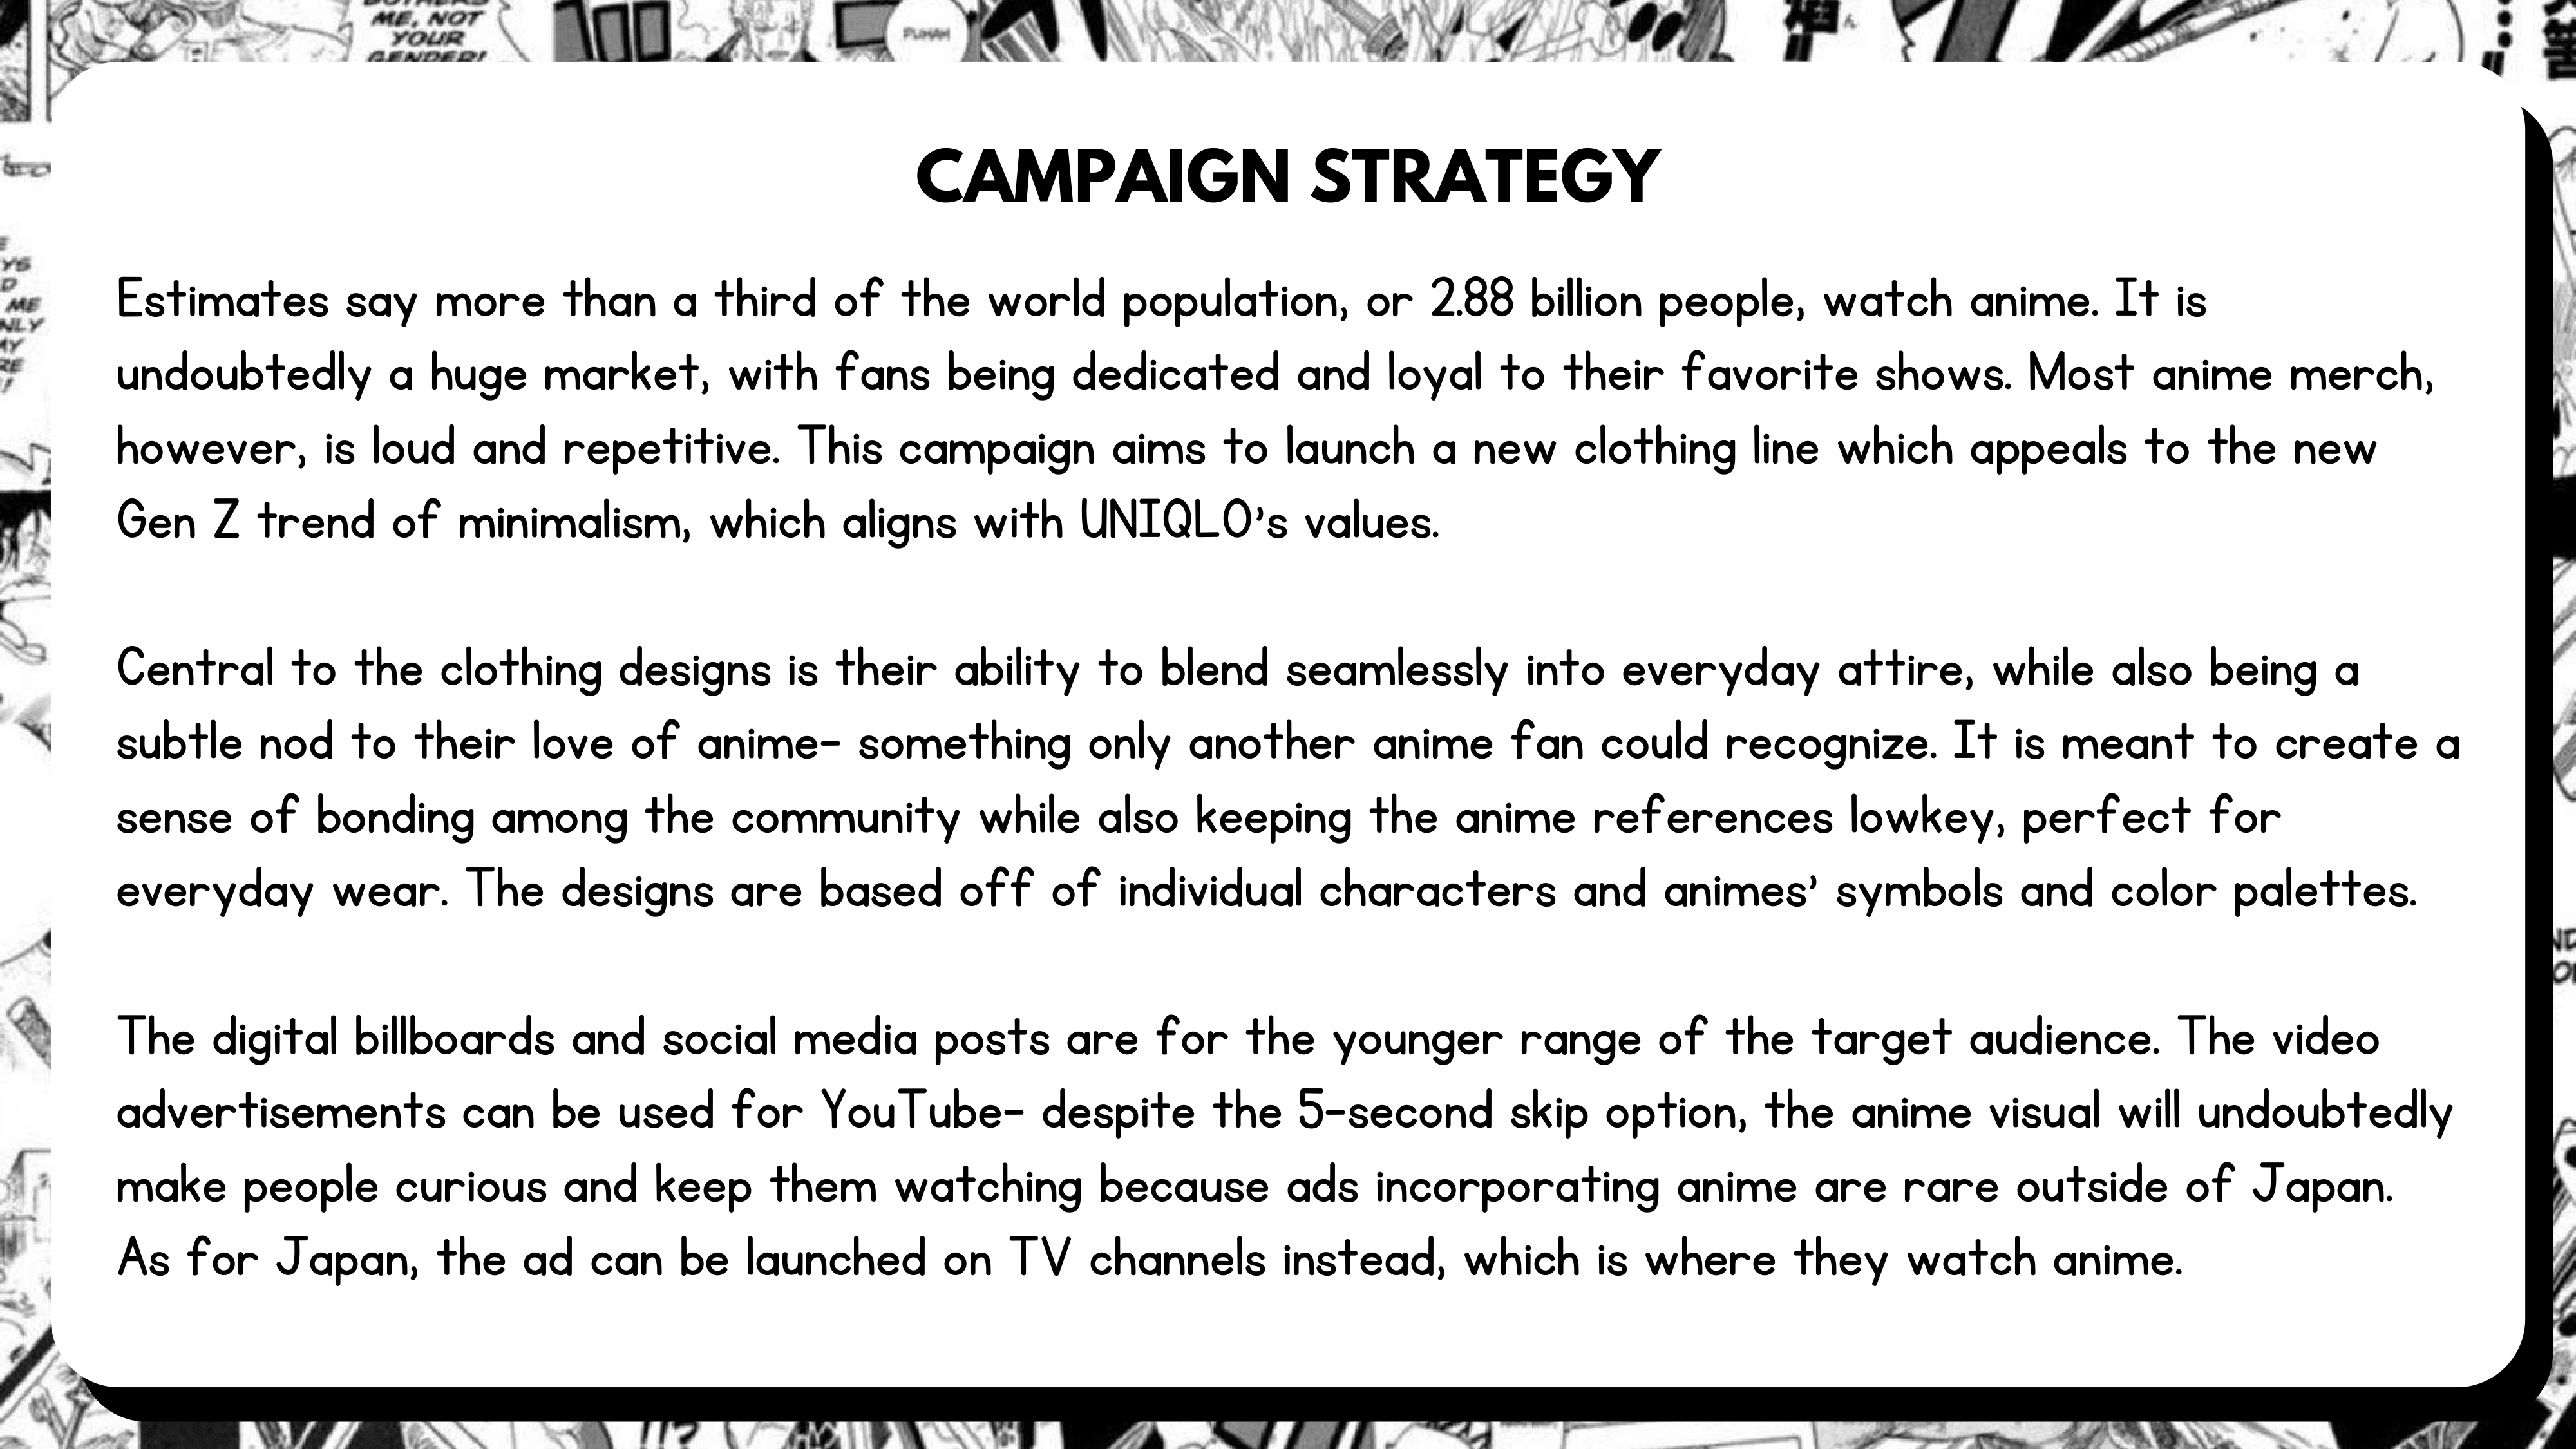 ME, NOT
YOUR
GENDER!
PUHAH
CAMPAIGN STRATEGY
Estimates say more than a third of the world population, or 2.88 billion people, watch anime. It is
undoubtedly a huge market, with fans being dedicated and loyal to their favorite shows. Most anime merch,
however, is loud and repetitive. This campaign aims to launch a new clothing line which appeals to the new
Gen Z trend of minimalism, which aligns with UNIQLO's values.
Central to the clothing designs is their ability to blend seamlessly into everyday attire, while also being a
subtle nod to their love of anime- something only another anime fan could recognize. It is meant to create a
sense of bonding among the community while also keeping the anime references lowkey, perfect for
everyday wear. The designs are based off of individual characters and animes' symbols and color palettes.
The digital billboards and social media posts are for the younger range of the target audience. The video
advertisements can be used for YouTube- despite the 5-second skip option, the anime visual will undoubtedly
make people curious and keep them watching because ads incorporating anime are rare outside of Japan.
As for Japan, the ad can be launched on TV channels instead, which is where they watch anime.
!!?